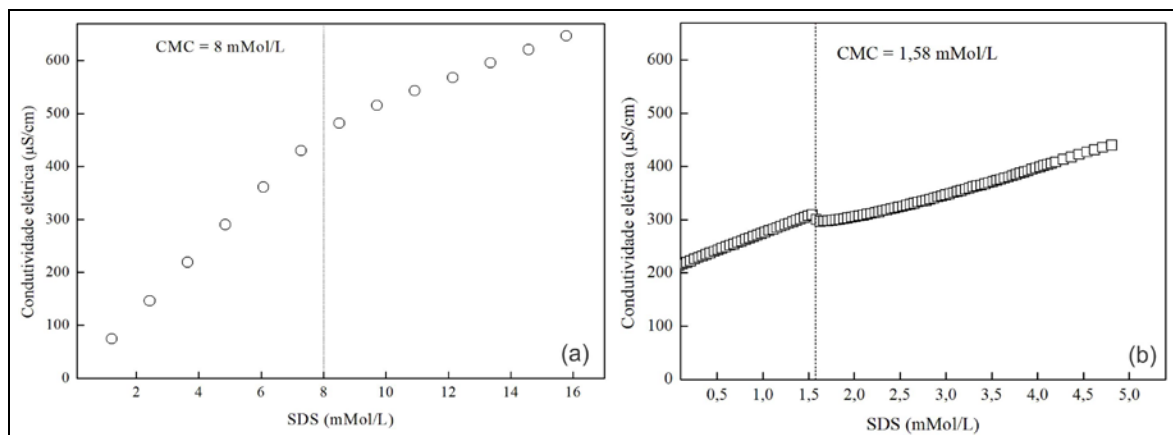 CMC = 8 mMol/L
600
500
400
300
200
100
0
Condutividade elétrica (µS/cm)
2 4 6 8 10 12 14 16
SDS (mMol/L)
(a)
CMC = 1,58 mMol/L
600
500
400
300
200
100
0
Condutividade elétrica (µS/cm)
0,5 1,0 1,5 2,0 2,5 3,0 3,5 4,0 4,5 5,0
SDS (mMol/L)
(b)